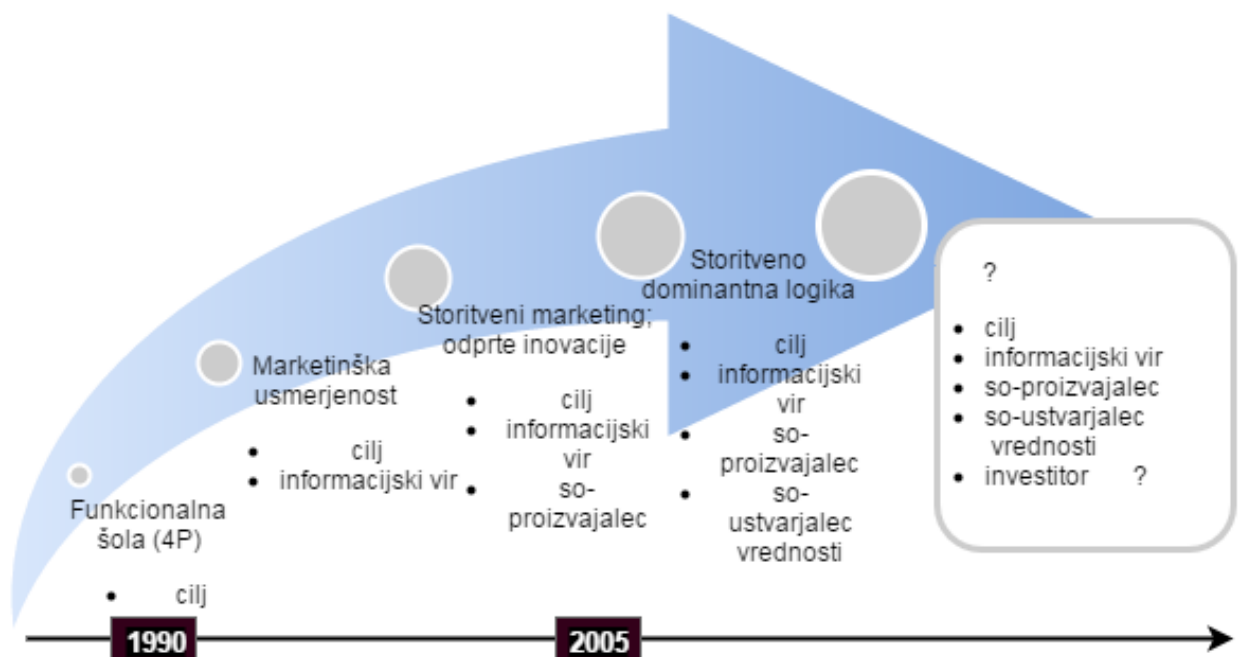 Funkcionalna
šola (4P)
• cilj
Marketinška
usmerjenost
• cilj
• informacijski vir
Storitveni marketing;
odprte inovacije
• cilj
• informacijski
vir
• so-
proizvajalec
Storitveno
dominantna logika
• cilj
• informacijski
vir
• so-
proizvajalec
• so-
ustvarjalec
vrednosti
?
• cilj
• informacijski vir
• so-proizvajalec
• so-ustvarjalec
vrednosti
• investitor ?
1990
2005